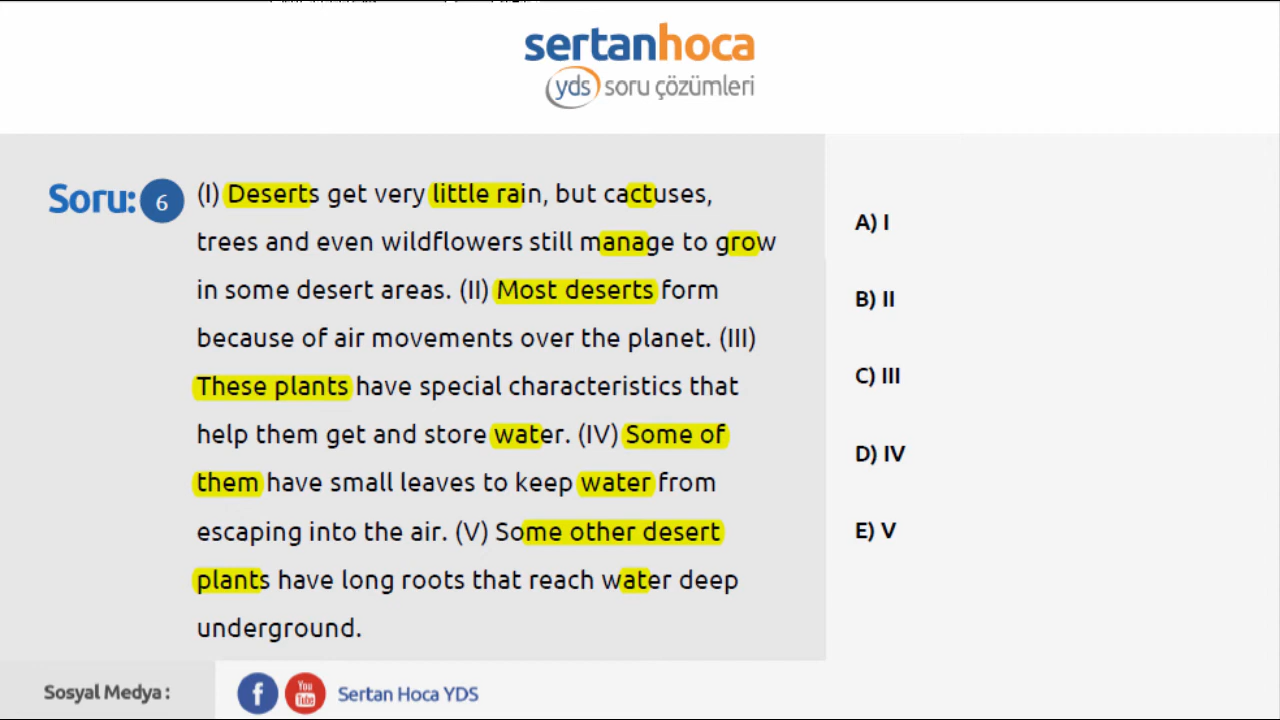 sertanhoca
yds soru çözümleri
Soru: 6
(I) Deserts get very little rain, but cactuses,
trees and even wildflowers still manage to grow
in some desert areas. (II) Most deserts form
because of air movements over the planet. (III)
These plants have special characteristics that
help them get and store water. (IV) Some of
them have small leaves to keep water from
escaping into the air. (V) Some other desert
plants have long roots that reach water deep
underground.
A) I
B) II
C) III
D) IV
E) V
Sosyal Medya :
f
You
Tube
Sertan Hoca YDS